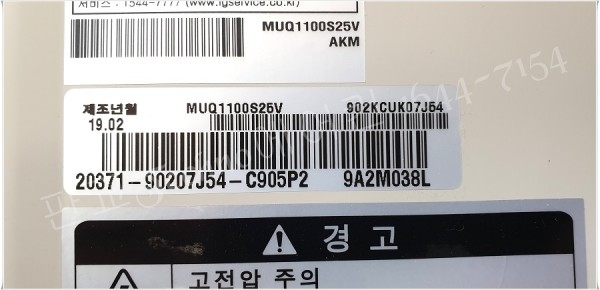 서비스 : 1544-7777 (www.lgservice.co.kr)
MUQ1100S25V
AKM
제조년월 MUQ1100S25V 902KCUK07J54
19.02
20371-90207J54-C905P2 9A2M038L
경고
고전압 주의